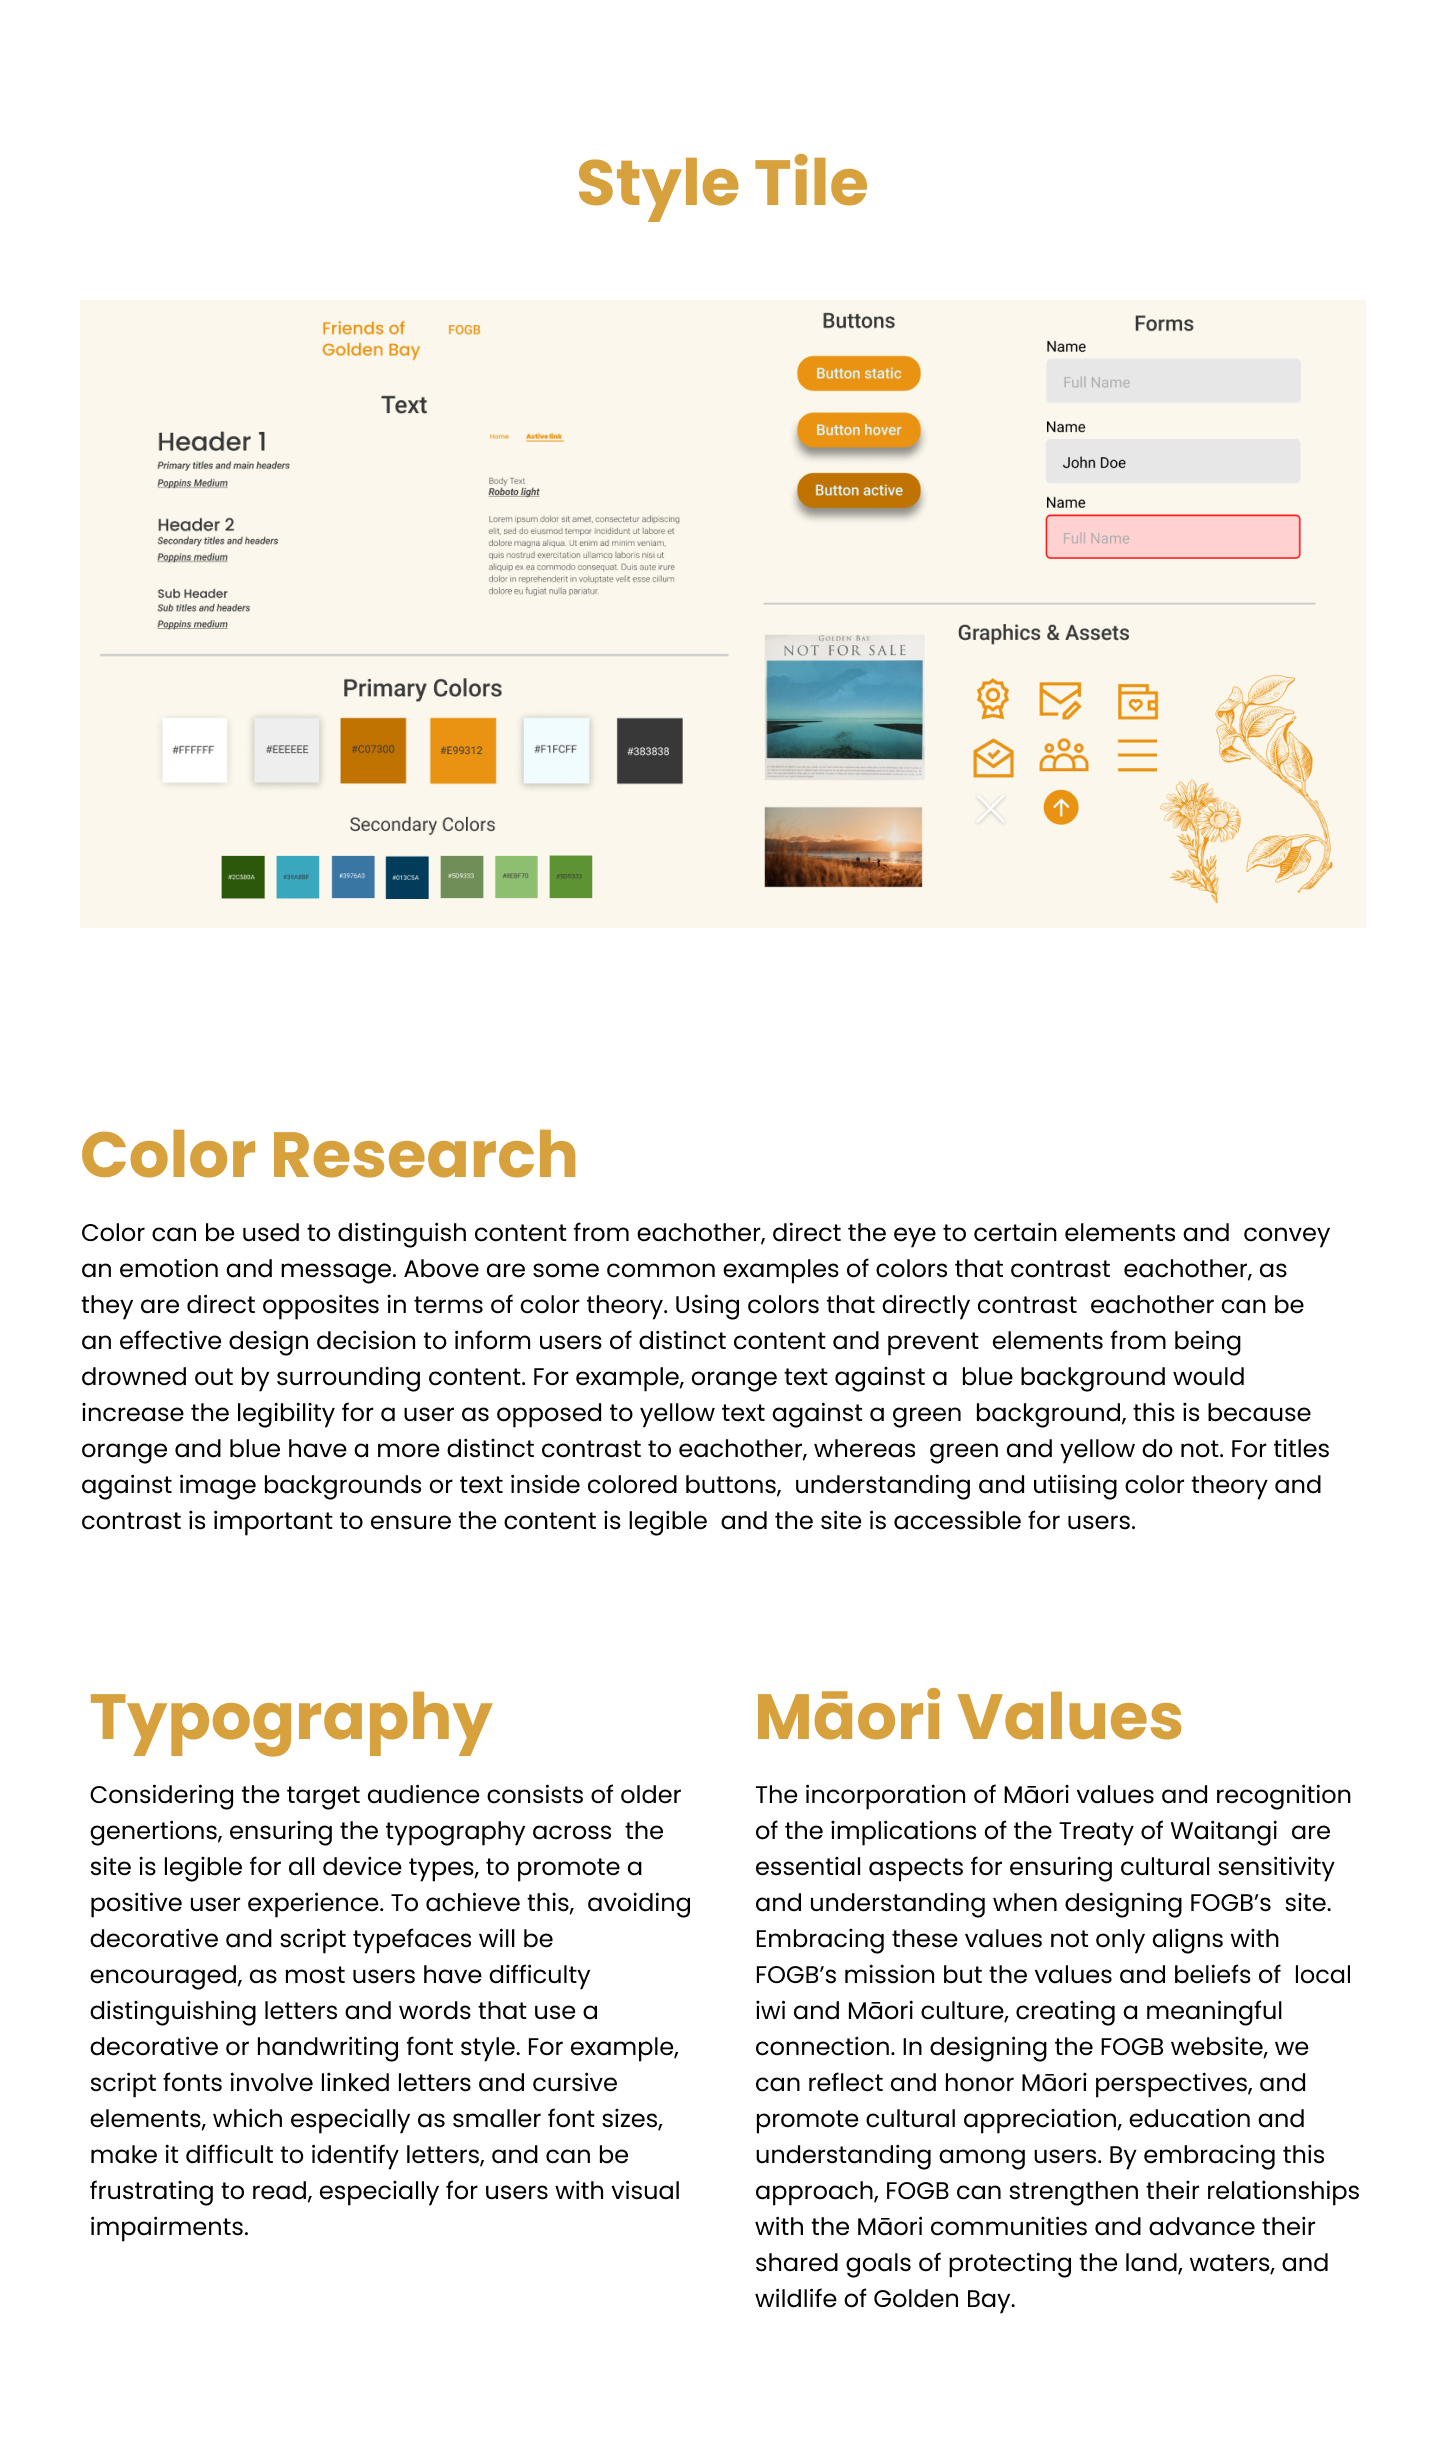 Style Tile
Friends of
Golden Bay
FOGB
Text
Header 1
Primary titles and main headers
Poppins Medium
Header 2
Secondary titles and headers
Poppins medium
Sub Header
Sub titles and headers
Poppins medium
Home Active link
Body Text
Roboto light
Lorem ipsum dolor sit amet, consectetur adipiscing
elit, sed do eiusmod tempor incididunt ut labore et
dolore magna aliqua. Ut enim ad minim veniam,
quis nostrud exercitation ullamco laboris nisi ut
aliquip ex ea commodo consequat. Duis aute irure
dolor in reprehenderit in voluptate velit esse cillum
dolore eu fugiat nulla pariatur.
Primary Colors
#FFFFFF #EEEEEE #C07300 #E99312 #F1FCFF #383838
Secondary Colors
#3976A3 #013C5A #5D9333 #8EBF70 #5D9333
Buttons
Button static
Button hover
Button active
Forms
Name
Full Name
Name
John Doe
Name
Full Name
Graphics & Assets
GOLDEN BAY
NOT FOR SALE
Color Research
Color can be used to distinguish content from eachother, direct the eye to certain elements and convey
an emotion and message. Above are some common examples of colors that contrast eachother, as
they are direct opposites in terms of color theory. Using colors that directly contrast eachother can be
an effective design decision to inform users of distinct content and prevent elements from being
drowned out by surrounding content. For example, orange text against a blue background would
increase the legibility for a user as opposed to yellow text against a green background, this is because
orange and blue have a more distinct contrast to eachother, whereas green and yellow do not. For titles
against image backgrounds or text inside colored buttons, understanding and utiising color theory and
contrast is important to ensure the content is legible and the site is accessible for users.
Typography
Considering the target audience consists of older
genertions, ensuring the typography across the
site is legible for all device types, to promote a
positive user experience. To achieve this, avoiding
decorative and script typefaces will be
encouraged, as most users have difficulty
distinguishing letters and words that use a
decorative or handwriting font style. For example,
script fonts involve linked letters and cursive
elements, which especially as smaller font sizes,
make it difficult to identify letters, and can be
frustrating to read, especially for users with visual
impairments.
Māori Values
The incorporation of Māori values and recognition
of the implications of the Treaty of Waitangi are
essential aspects for ensuring cultural sensitivity
and understanding when designing FOGB’s site.
Embracing these values not only aligns with
FOGB’s mission but the values and beliefs of local
iwi and Māori culture, creating a meaningful
connection. In designing the FOGB website, we
can reflect and honor Māori perspectives, and
promote cultural appreciation, education and
understanding among users. By embracing this
approach, FOGB can strengthen their relationships
with the Māori communities and advance their
shared goals of protecting the land, waters, and
wildlife of Golden Bay.